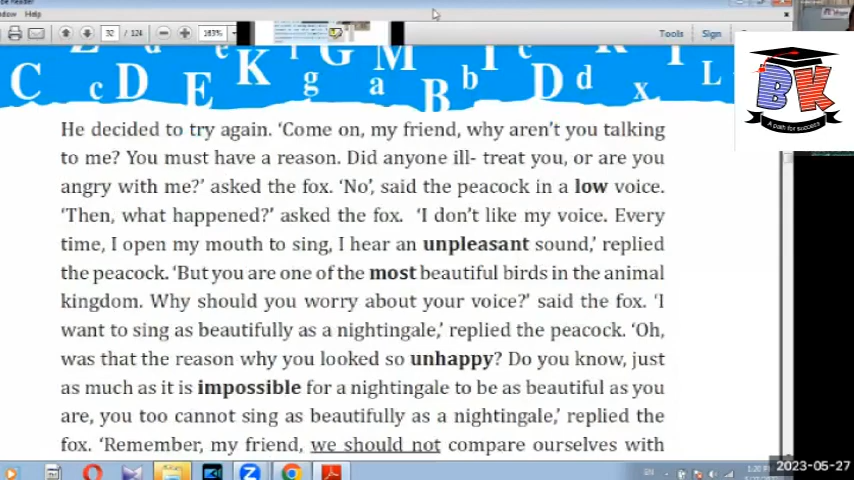 Help
32 / 124
163%
Tools
Sign
C c D E K g G a M B b D d x L
BK
A path for success
He decided to try again. ‘Come on, my friend, why aren’t you talking
to me? You must have a reason. Did anyone ill- treat you, or are you
angry with me?’ asked the fox. ‘No’, said the peacock in a low voice.
‘Then, what happened?’ asked the fox. ‘I don’t like my voice. Every
time, I open my mouth to sing, I hear an unpleasant sound,’ replied
the peacock. ‘But you are one of the most beautiful birds in the animal
kingdom. Why should you worry about your voice?’ said the fox. ‘I
want to sing as beautifully as a nightingale,’ replied the peacock. ‘Oh,
was that the reason why you looked so unhappy? Do you know, just
as much as it is impossible for a nightingale to be as beautiful as you
are, you too cannot sing as beautifully as a nightingale,’ replied the
fox. ‘Remember, my friend, we should not compare ourselves with
2023-05-27